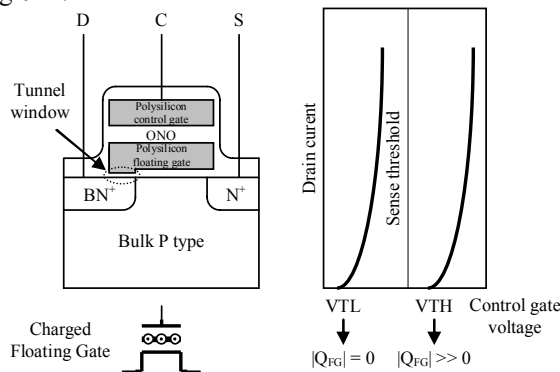 D C S
Tunnel
window
Polysilicon
control gate
ONO
Polysilicon
floating gate
BN+
N+
Bulk P type
Charged
Floating Gate
Drain curent
Sense threshold
VTL
VTH
Control gate
voltage
|QFG| = 0
|QFG| >> 0